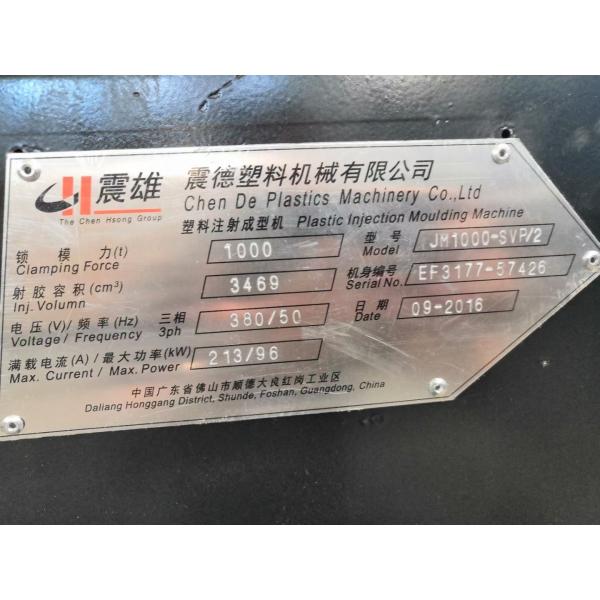 震雄
The Chen Hsong Group
震德塑料机械有限公司
Chen De Plastics Machinery Co.,Ltd
塑料注射成型机 Plastic Injection Moulding Machine
锁模力(t) 1000 型号 JM1000-SVP/2
Clamping Force Model
射胶容积(cm³) 3469 机身编号 EF3177-57426
Inj. Volumn Serial No.
电压(V)/频率(Hz) 三相 380/50 日期 09-2016
Voltage / Frequency 3ph Date
满载电流(A)/最大功率(kW) 213/96
Max. Current / Max. Power
中国广东省佛山市顺德大良红岗工业区
Daliang Honggang District, Shunde, Foshan, Guangdong, China